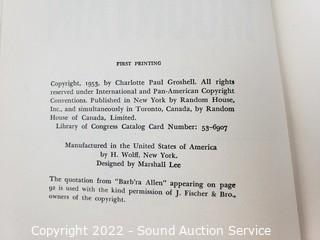 FIRST PRINTING
Copyright, 1953, by Charlotte Paul Groshell. All rights
reserved under International and Pan-American Copyright
Conventions. Published in New York by Random House,
Inc., and simultaneously in Toronto, Canada, by Random
House of Canada, Limited.
Library of Congress Catalog Card Number: 53-6907
Manufactured in the United States of America
by H. Wolff, New York.
Designed by Marshall Lee
The quotation from "Barb'ra Allen" appearing on page
92 is used with the kind permission of J. Fischer & Bro.,
owners of the copyright.
Copyright 2022 - Sound Auction Service